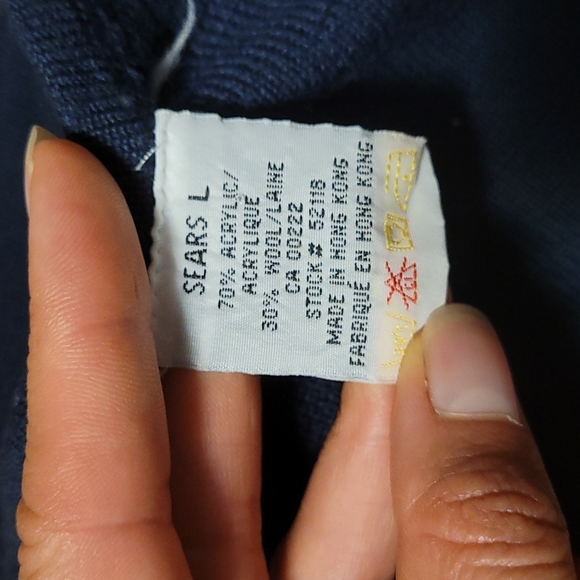 SEARS L
70% ACRYLIC/
ACRYLIQUE
30% WOOL/LAINE
CA 00222
STOCK# 52118
MADE IN HONG KONG
FABRIQUÉ EN HONG KONG